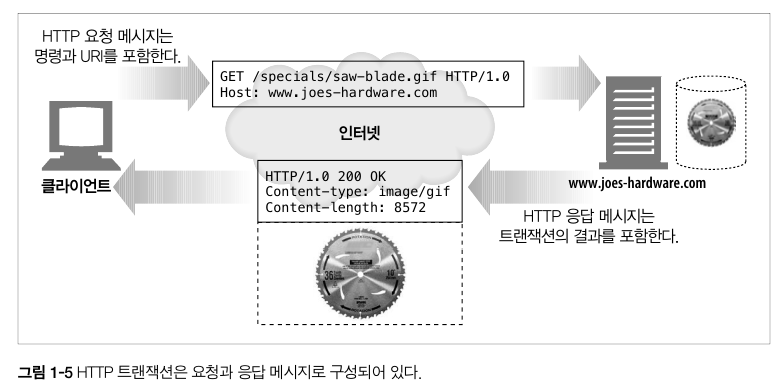 HTTP 요청 메시지는
명령과 URI를 포함한다.
GET /specials/saw-blade.gif HTTP/1.0
Host: www.joes-hardware.com
인터넷
클라이언트
HTTP/1.0 200 OK
Content-type: image/gif
Content-length: 8572
www.joes-hardware.com
HTTP 응답 메시지는
트랜잭션의 결과를 포함한다.
36
18
그림 1-5 HTTP 트랜잭션은 요청과 응답 메시지로 구성되어 있다.